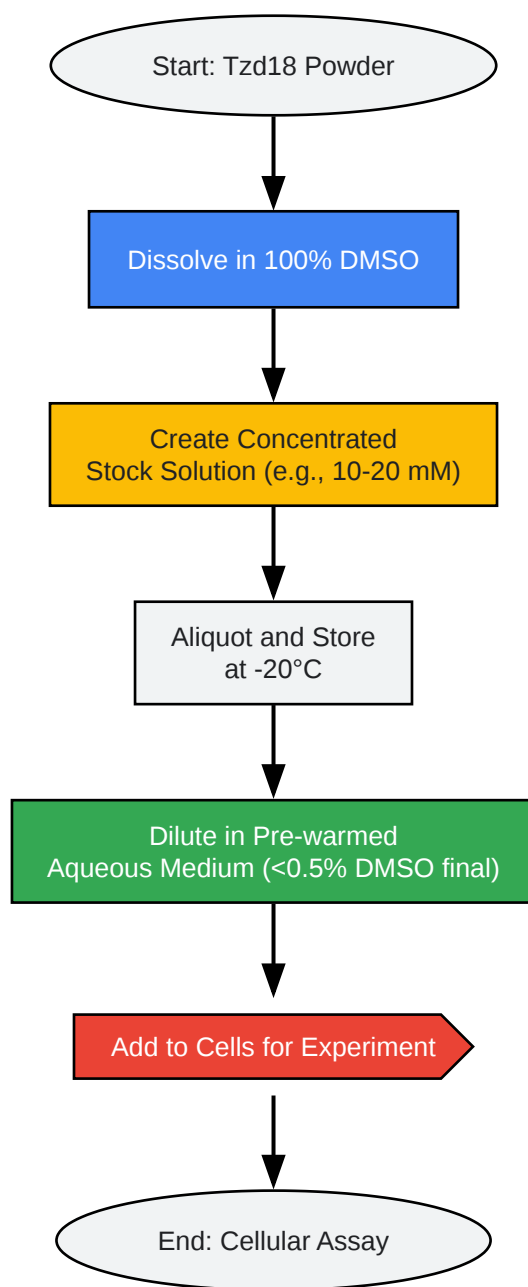 Start: Tzd18 Powder
Dissolve in 100% DMSO
Create Concentrated
Stock Solution (e.g., 10-20 mM)
Aliquot and Store
at -20°C
Dilute in Pre-warmed
Aqueous Medium (<0.5% DMSO final)
Add to Cells for Experiment
End: Cellular Assay